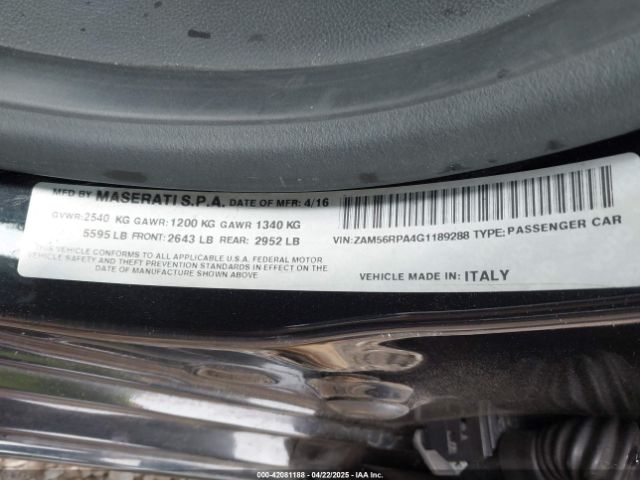 MFD BY MASERATI S.P.A. DATE OF MFR: 4/16
GVWR: 2540 KG GAWR: 1200 KG GAWR 1340 KG
5595 LB FRONT: 2643 LB REAR: 2952 LB
THIS VEHICLE CONFORMS TO ALL APPLICABLE U.S.A. FEDERAL MOTOR
VEHICLE SAFETY AND THEFT PREVENTION STANDARDS IN EFFECT ON THE
DATE OF MANUFACTURE SHOWN ABOVE.
VIN: ZAM56RPA4G1189288 TYPE: PASSENGER CAR
VEHICLE MADE IN: ITALY
000-42081188 - 04/22/2025 - IAA Inc.